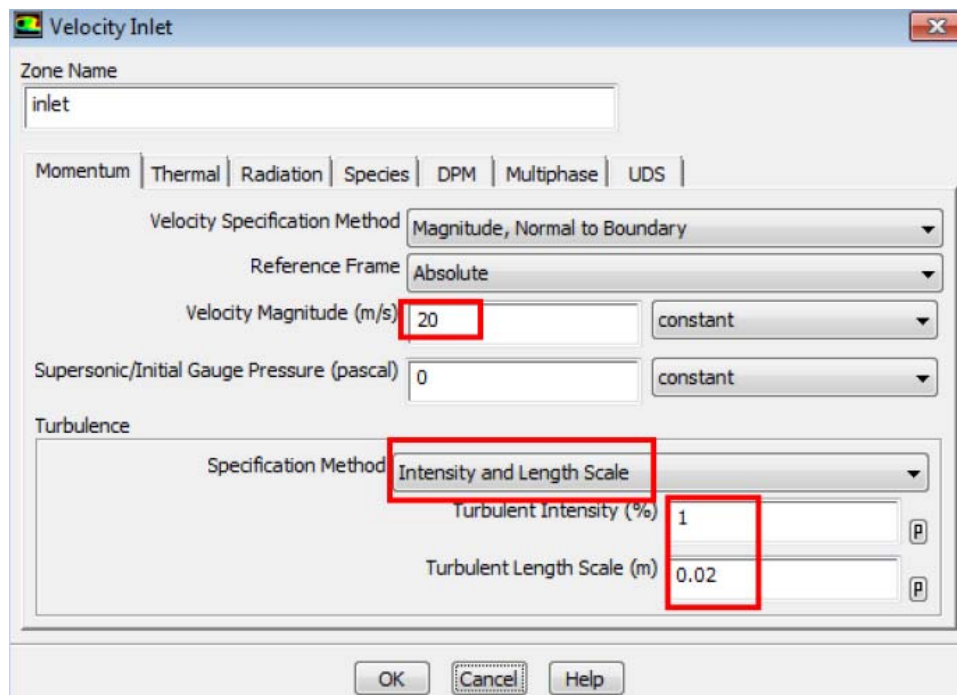 Velocity Inlet
Zone Name
inlet
Momentum Thermal Radiation Species DPM Multiphase UDS
Velocity Specification Method Magnitude, Normal to Boundary
Reference Frame Absolute
Velocity Magnitude (m/s) 20 constant
Supersonic/Initial Gauge Pressure (pascal) 0 constant
Turbulence
Specification Method Intensity and Length Scale
Turbulent Intensity (%) 1 P
Turbulent Length Scale (m) 0.02 P
OK Cancel Help